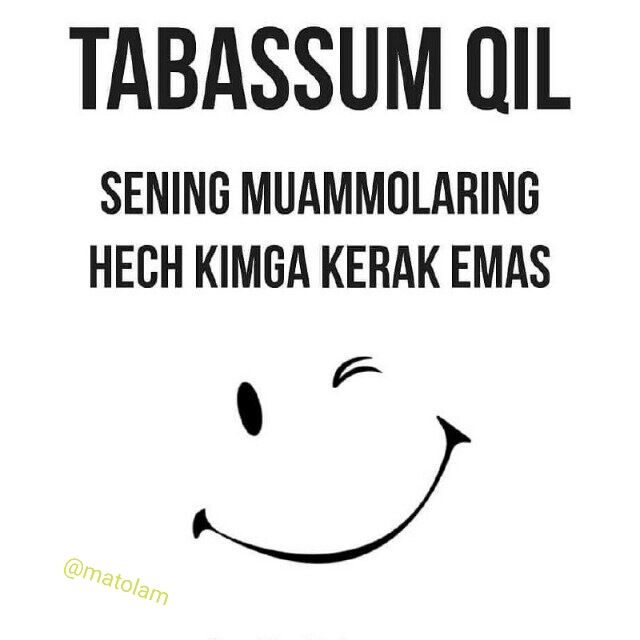 TABASSUM QIL
SENING MUAMMOLARING
HECH KIMGA KERAK EMAS
@matolam